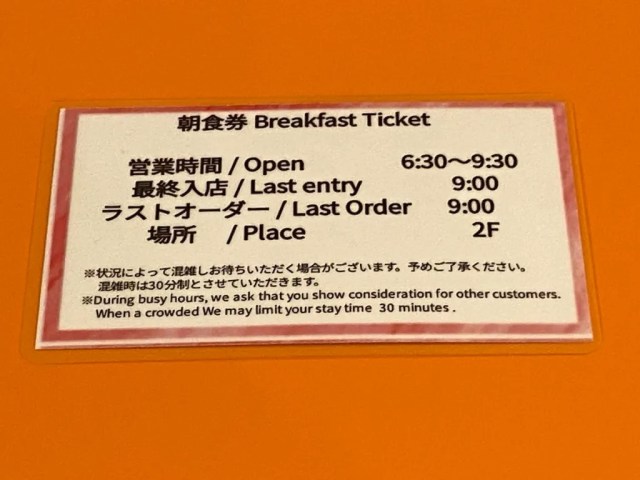 朝食券 Breakfast Ticket
営業時間 / Open 6:30～9:30
最終入店 / Last entry 9:00
ラストオーダー / Last Order 9:00
場所 / Place 2F
※状況によって混雑しお待ちいただく場合がございます。予めご了承ください。
混雑時は30分制とさせていただきます。
※During busy hours, we ask that you show consideration for other customers.
When a crowded We may limit your stay time 30 minutes .